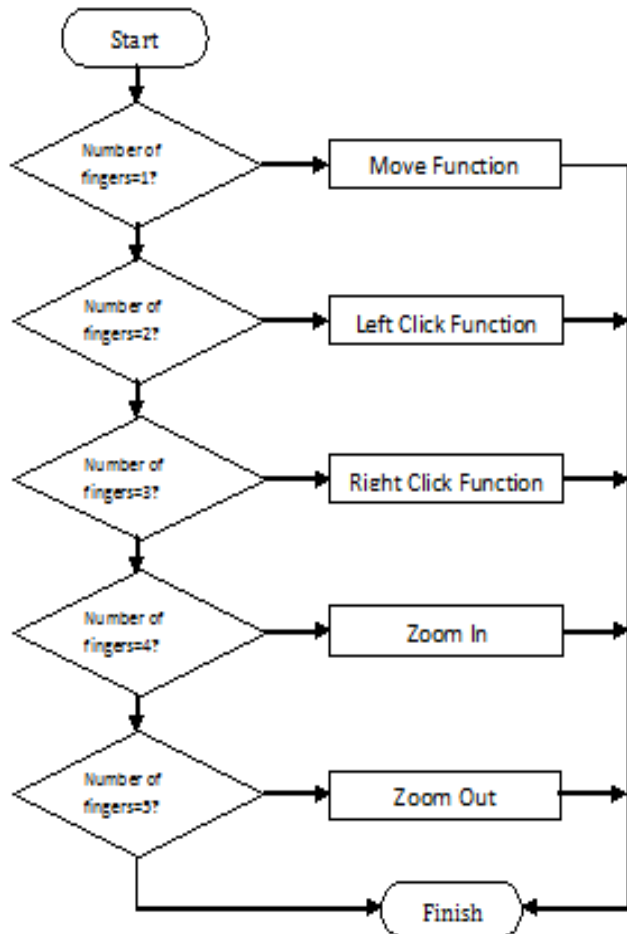 Start
Number of
fingers=1?
Move Function
Number of
fingers=2?
Left Click Function
Number of
fingers=3?
Right Click Function
Number of
fingers=4?
Zoom In
Number of
fingers=5?
Zoom Out
Finish